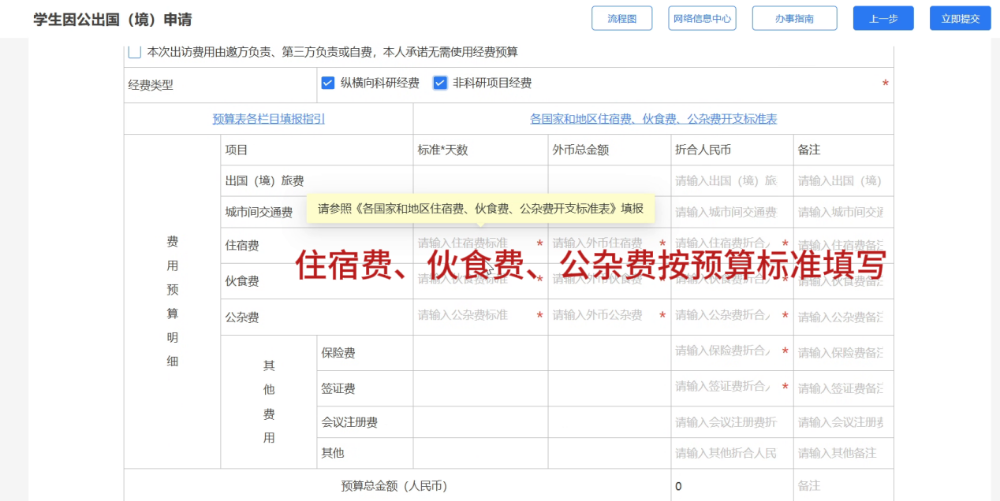 学生因公出国（境）申请
流程图
网络信息中心
办事指南
上一步
立即提交
本次出访费用由邀方负责、第三方负责或自费，本人承诺无需使用经费预算
经费类型
纵横向科研经费
非科研项目经费
*
预算表各栏目填报指引
各国家和地区住宿费、伙食费、公杂费开支标准表
费用预算明细
项目
标准*天数
外币总金额
折合人民币
备注
出国（境）旅费
请输入出国（境）旅
请输入出国（境）
城市间交通费
请参照《各国家和地区住宿费、伙食费、公杂费开支标准表》填报
请输入城市间交通费
请输入城市间交通
住宿费
请输入住宿费标准 *
请输入外币住宿费 *
请输入住宿费折合 *
请输入住宿费备注
住宿费、伙食费、公杂费按预算标准填写
伙食费
请输入伙食费标准 *
请输入外币伙食费 *
请输入伙食费折合 *
请输入伙食费备注
公杂费
请输入公杂费标准 *
请输入外币公杂费 *
请输入公杂费折合 *
请输入公杂费备注
其他费用
保险费
请输入保险费折合 *
请输入保险费备注
签证费
请输入签证费折合 *
请输入签证费备注
会议注册费
请输入会议注册费折
请输入会议注册费
其他
请输入其他折合人民
请输入其他备注
预算总金额（人民币）
0
备注